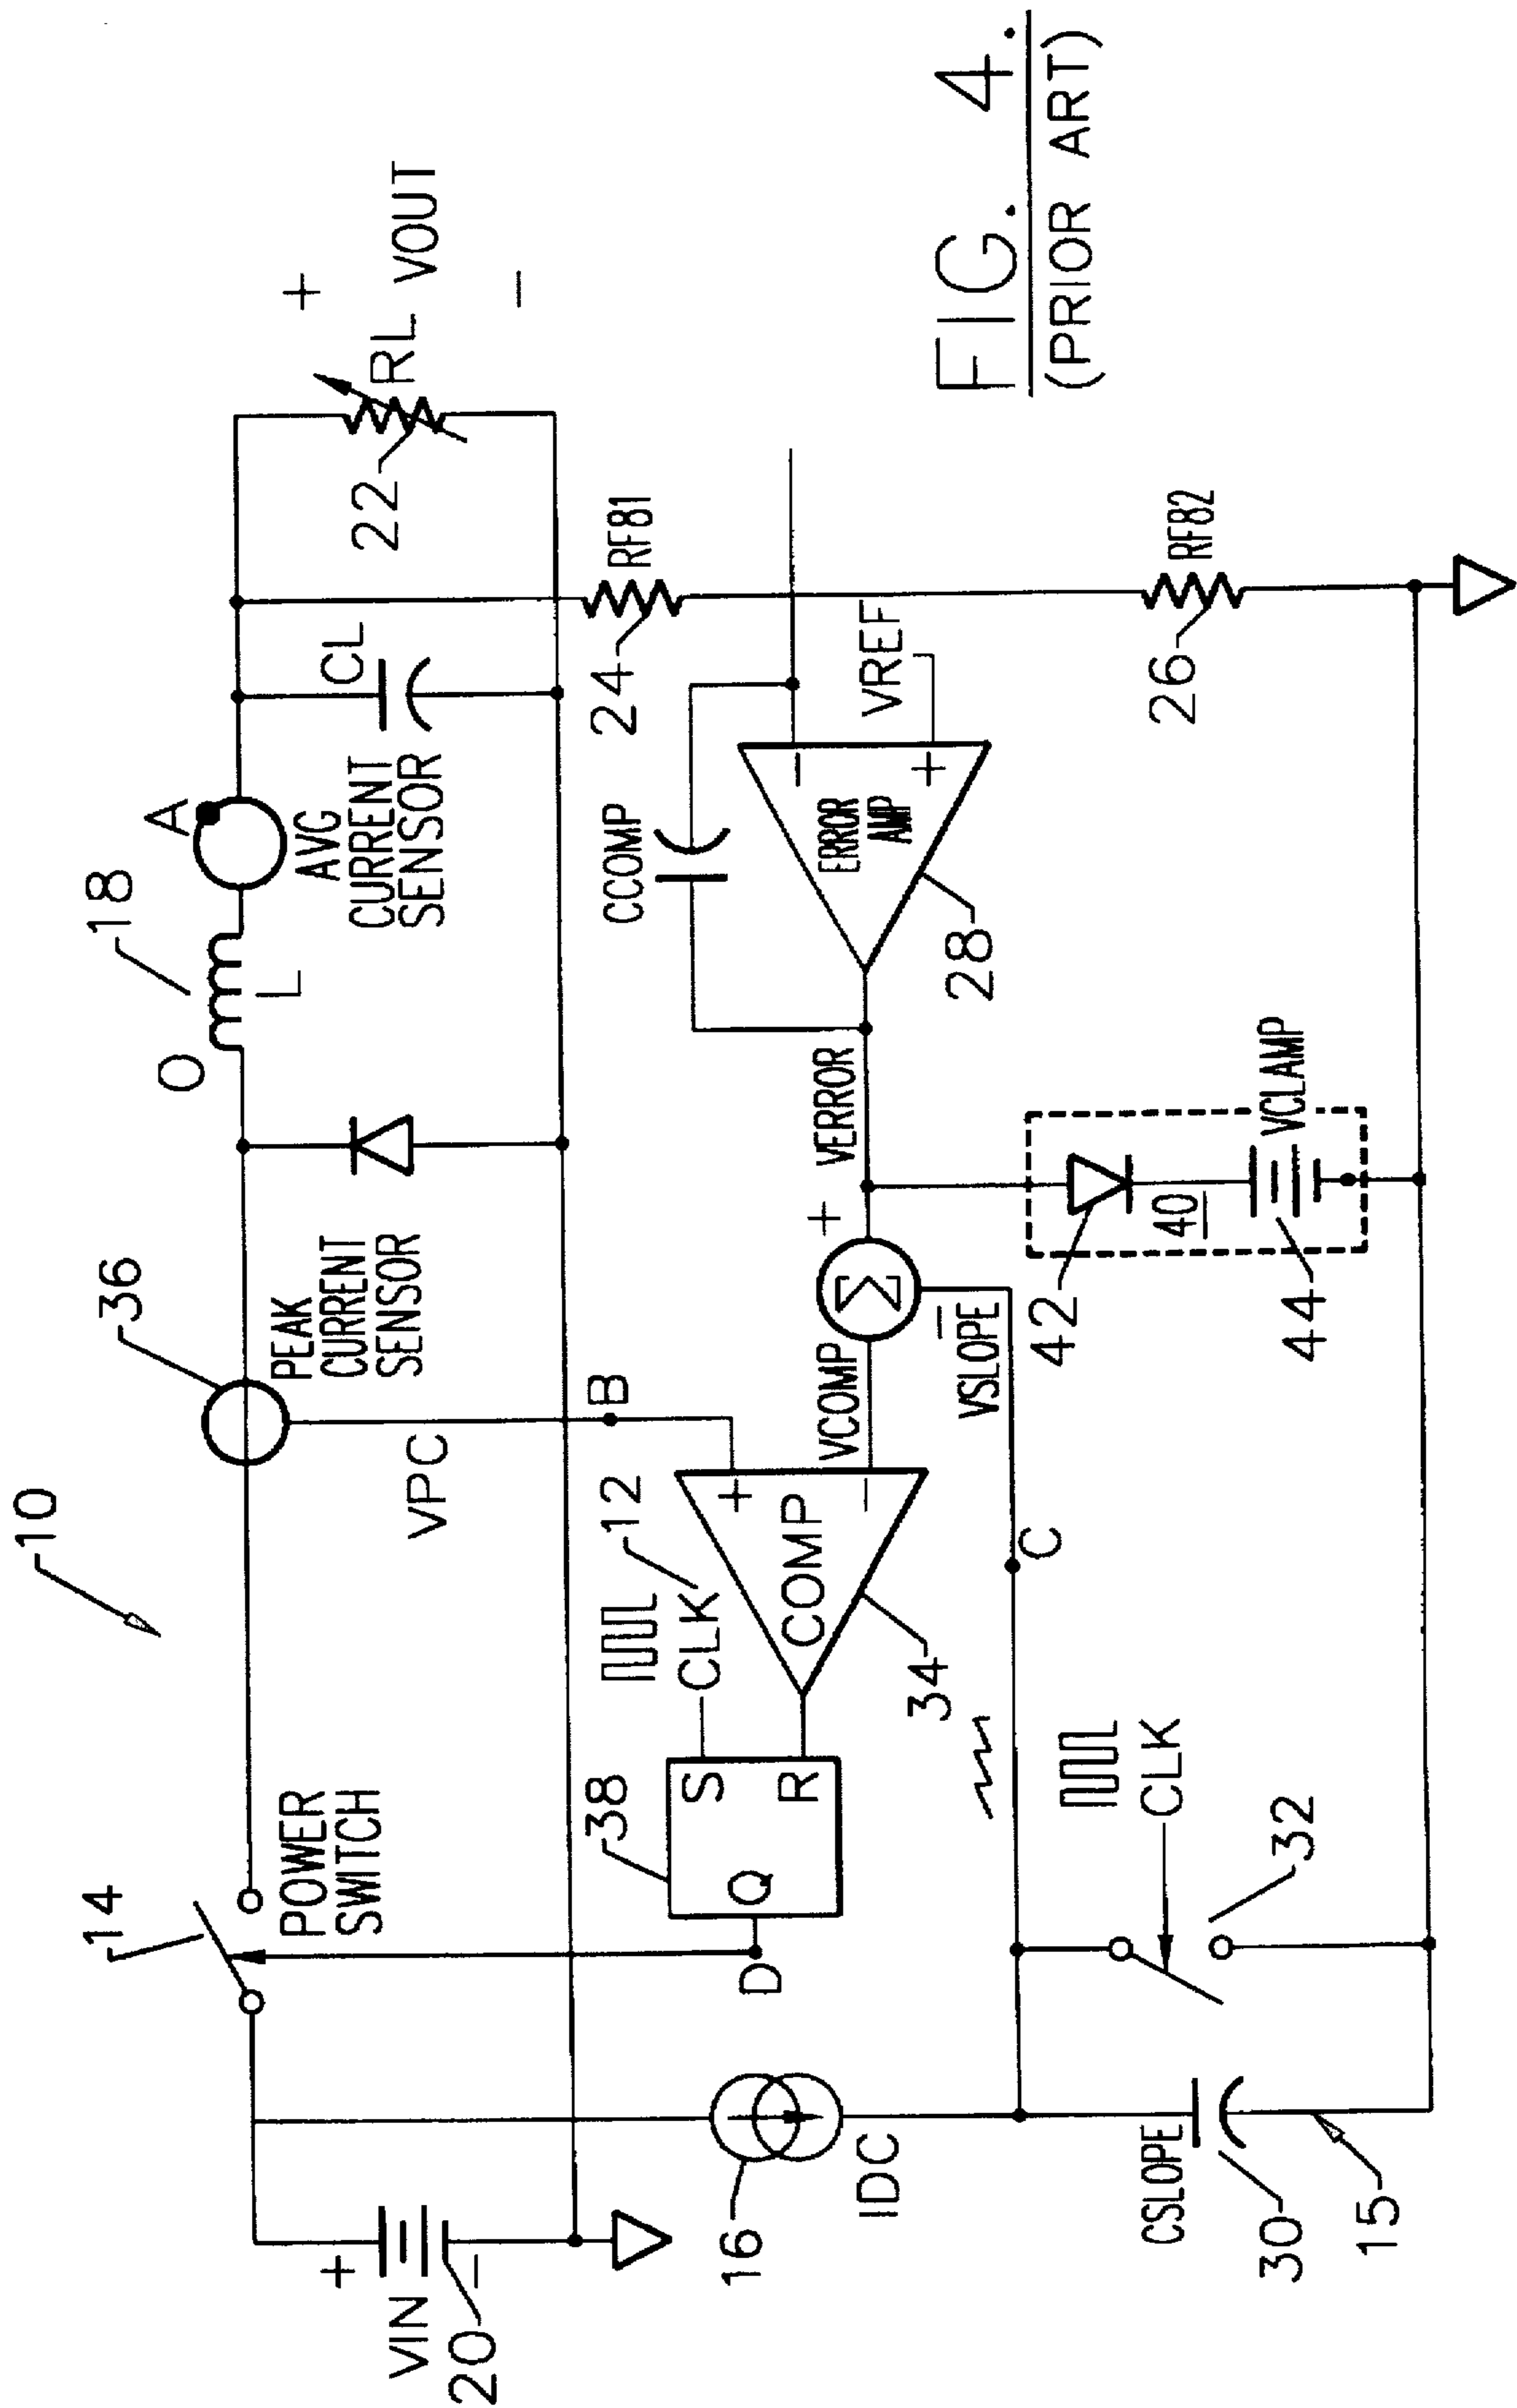 10
14
POWER
SWITCH
36
PEAK
CURRENT
SENSOR
O
18
L
A
AVG
CURRENT
SENSOR
CL
+
RL
VOUT
−
22
+
VIN
−
20
VPC
B
12
CLK
38
S
Q
R
D
COMP
+
−
34
VCOMP
Σ
+
−
VSLOPE
VERROR
CCOMP
ERROR
AMP
−
+
28
VREF
24
RF81
26
RF82
16
IDC
C
CLK
32
CSLOPE
30
15
42
40
44
VCLAMP
FIG. 4.
(PRIOR ART)